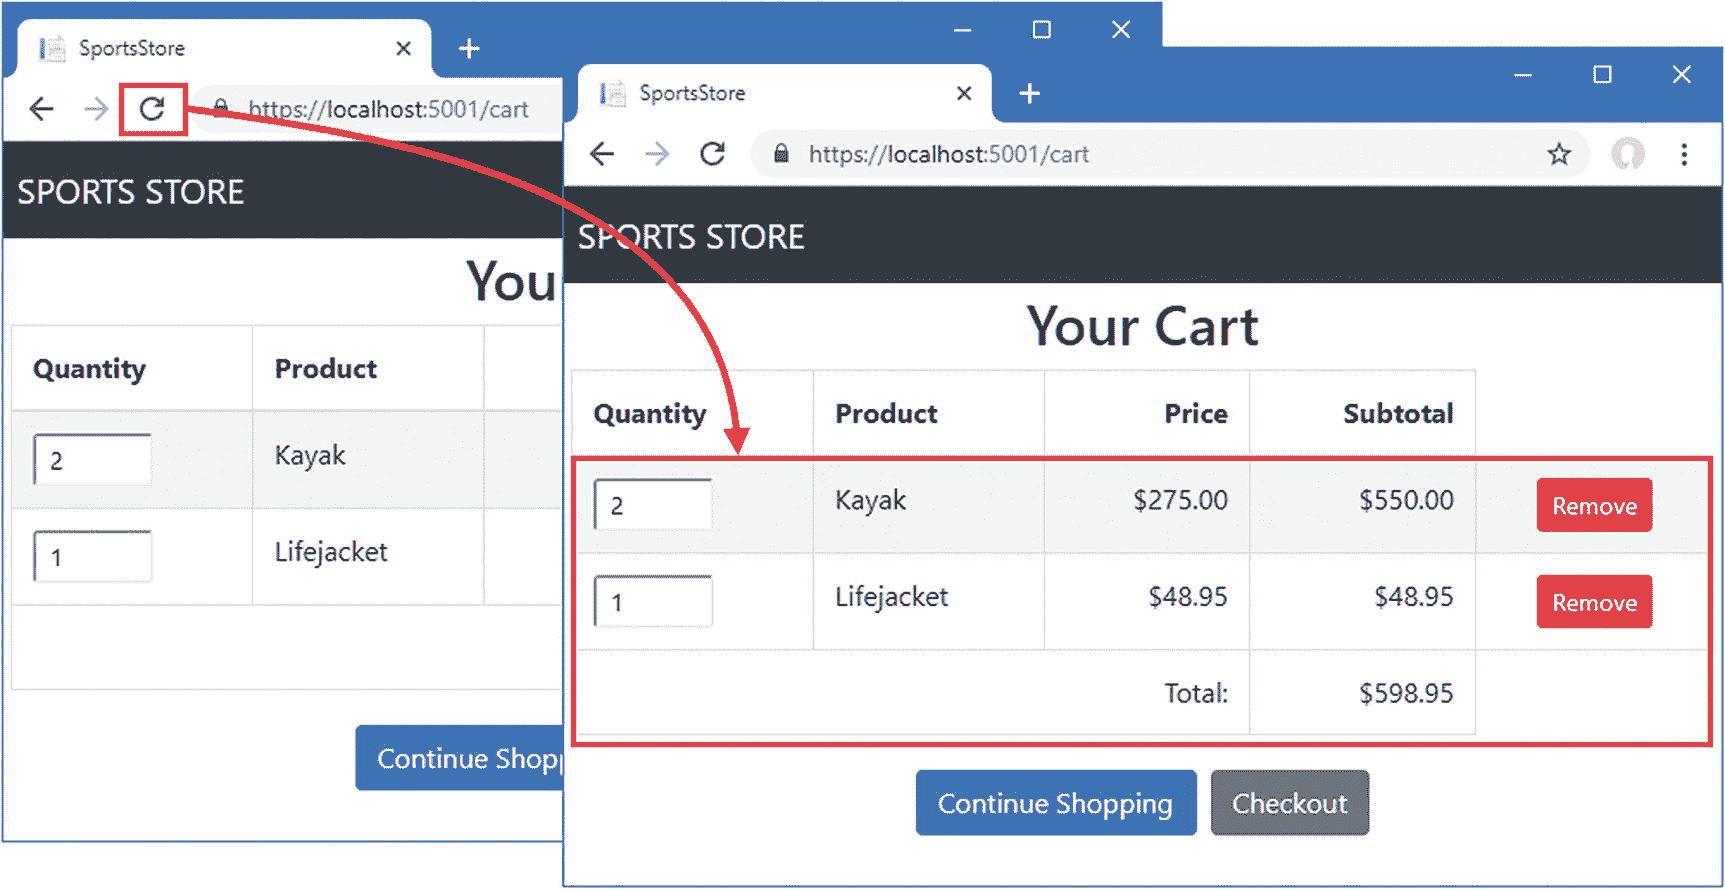 SportsStore
https://localhost:5001/cart
SPORTS STORE
You
Quantity Product
2 Kayak
1 Lifejacket
Continue Shopp
SportsStore
https://localhost:5001/cart
SPORTS STORE
Your Cart
Quantity Product Price Subtotal
2 Kayak $275.00 $550.00 Remove
1 Lifejacket $48.95 $48.95 Remove
Total: $598.95
Continue Shopping Checkout